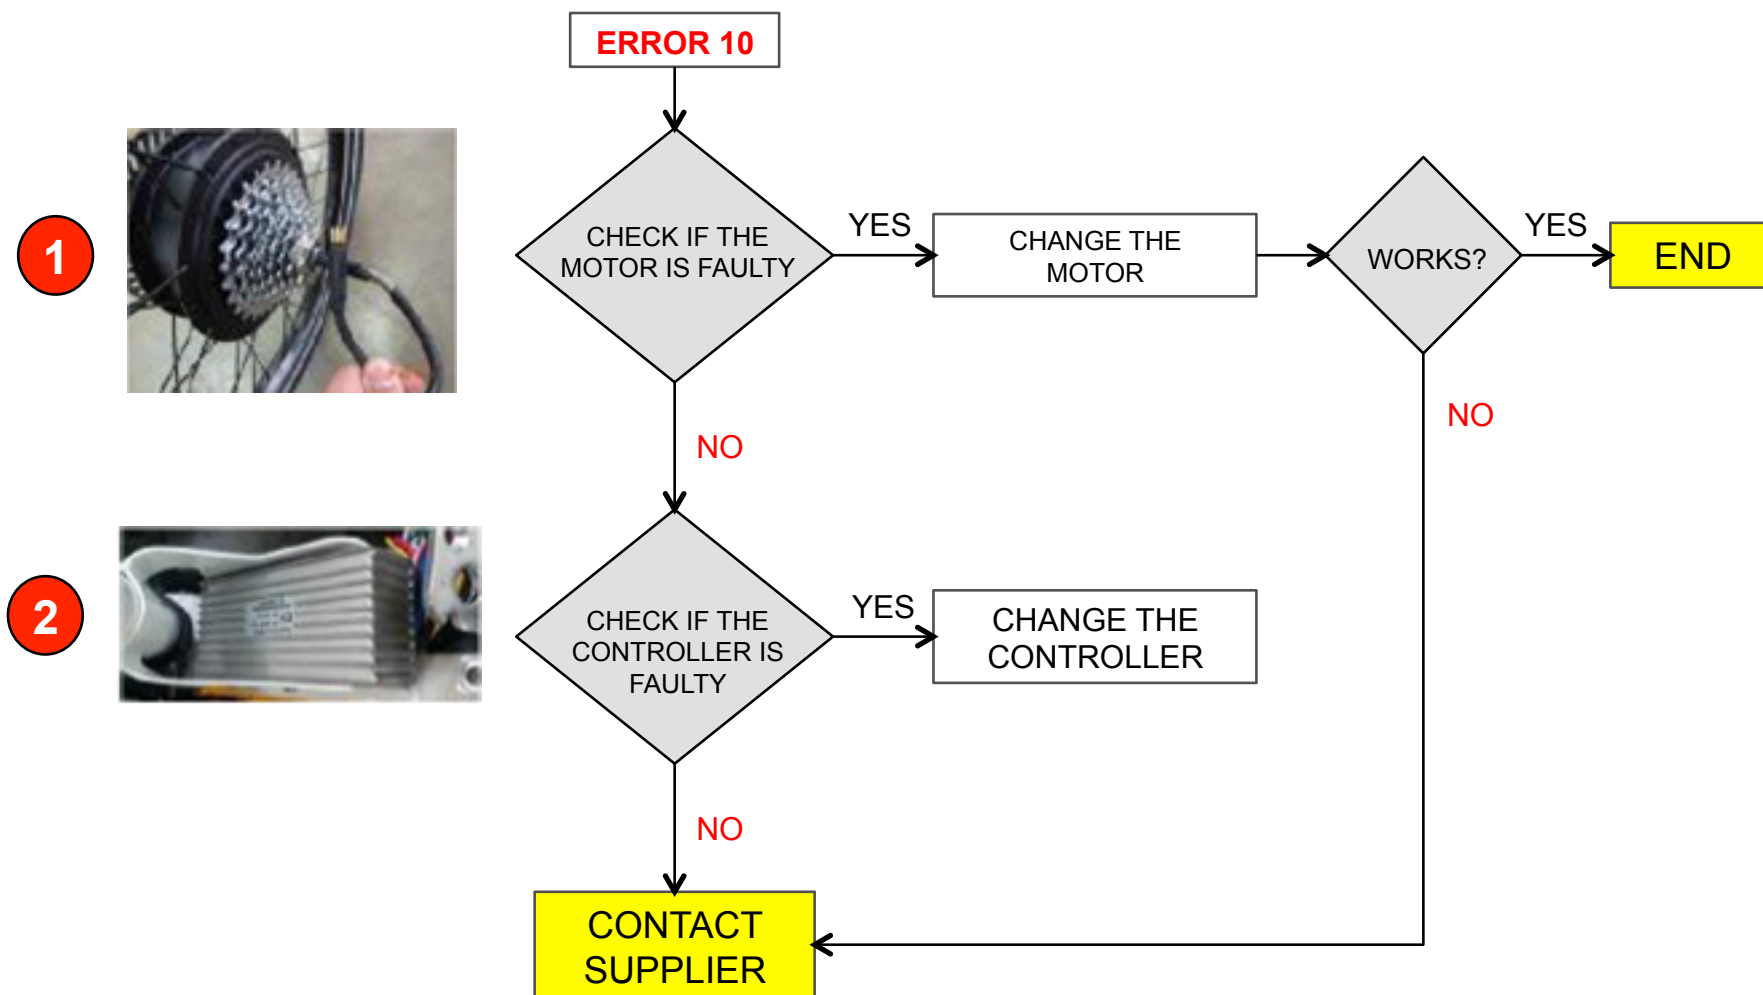 ERROR 10
1
CHECK IF THE
MOTOR IS FAULTY
YES
CHANGE THE
MOTOR
WORKS?
YES
END
NO
NO
2
CHECK IF THE
CONTROLLER IS
FAULTY
YES
CHANGE THE
CONTROLLER
NO
CONTACT
SUPPLIER